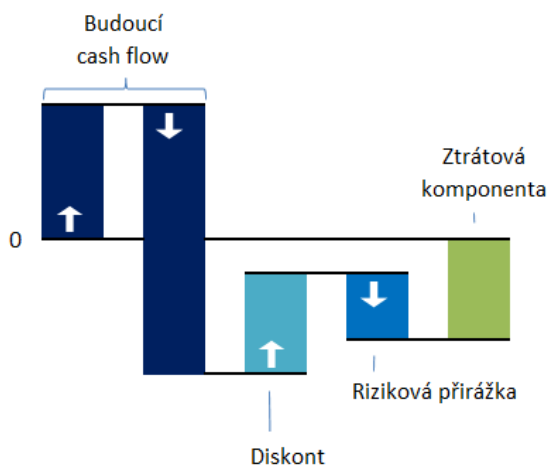 Budoucí
cash flow
Ztrátová
komponenta
0
Riziková přirážka
Diskont